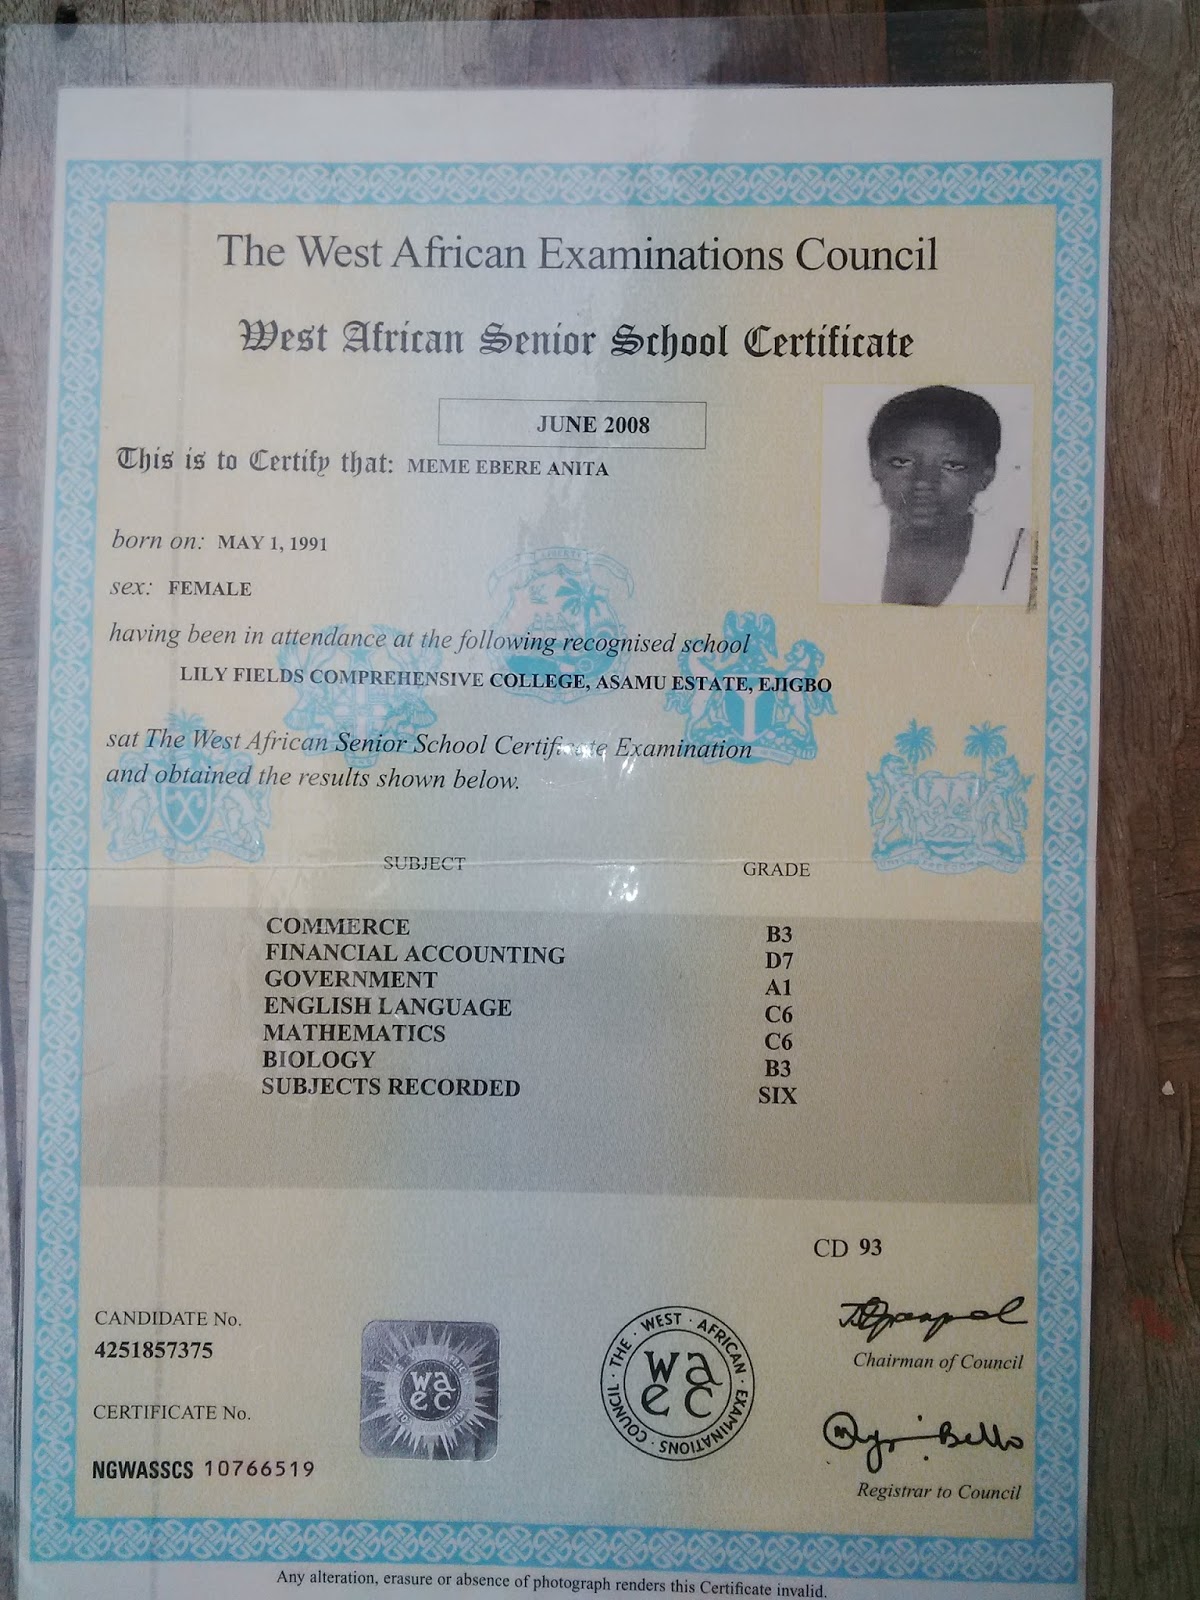 The West African Examinations Council
West African Senior School Certificate
JUNE 2008
This is to Certify that: MEME EBERE ANITA
born on: MAY 1, 1991
sex: FEMALE
having been in attendance at the following recognised school
LILY FIELDS COMPREHENSIVE COLLEGE, ASAMU ESTATE, EJIGBO
sat The West African Senior School Certificate Examination
and obtained the results shown below.
SUBJECT GRADE
COMMERCE B3
FINANCIAL ACCOUNTING D7
GOVERNMENT A1
ENGLISH LANGUAGE C6
MATHEMATICS C6
BIOLOGY B3
SUBJECTS RECORDED SIX
CD 93
CANDIDATE No.
4251857375
CERTIFICATE No.
NGWASSCS 10766519
waec
THE · WEST · AFRICAN · EXAMINATIONS · COUNCIL ·
waec
Chairman of Council
Bello
Registrar to Council
Any alteration, erasure or absence of photograph renders this Certificate invalid.